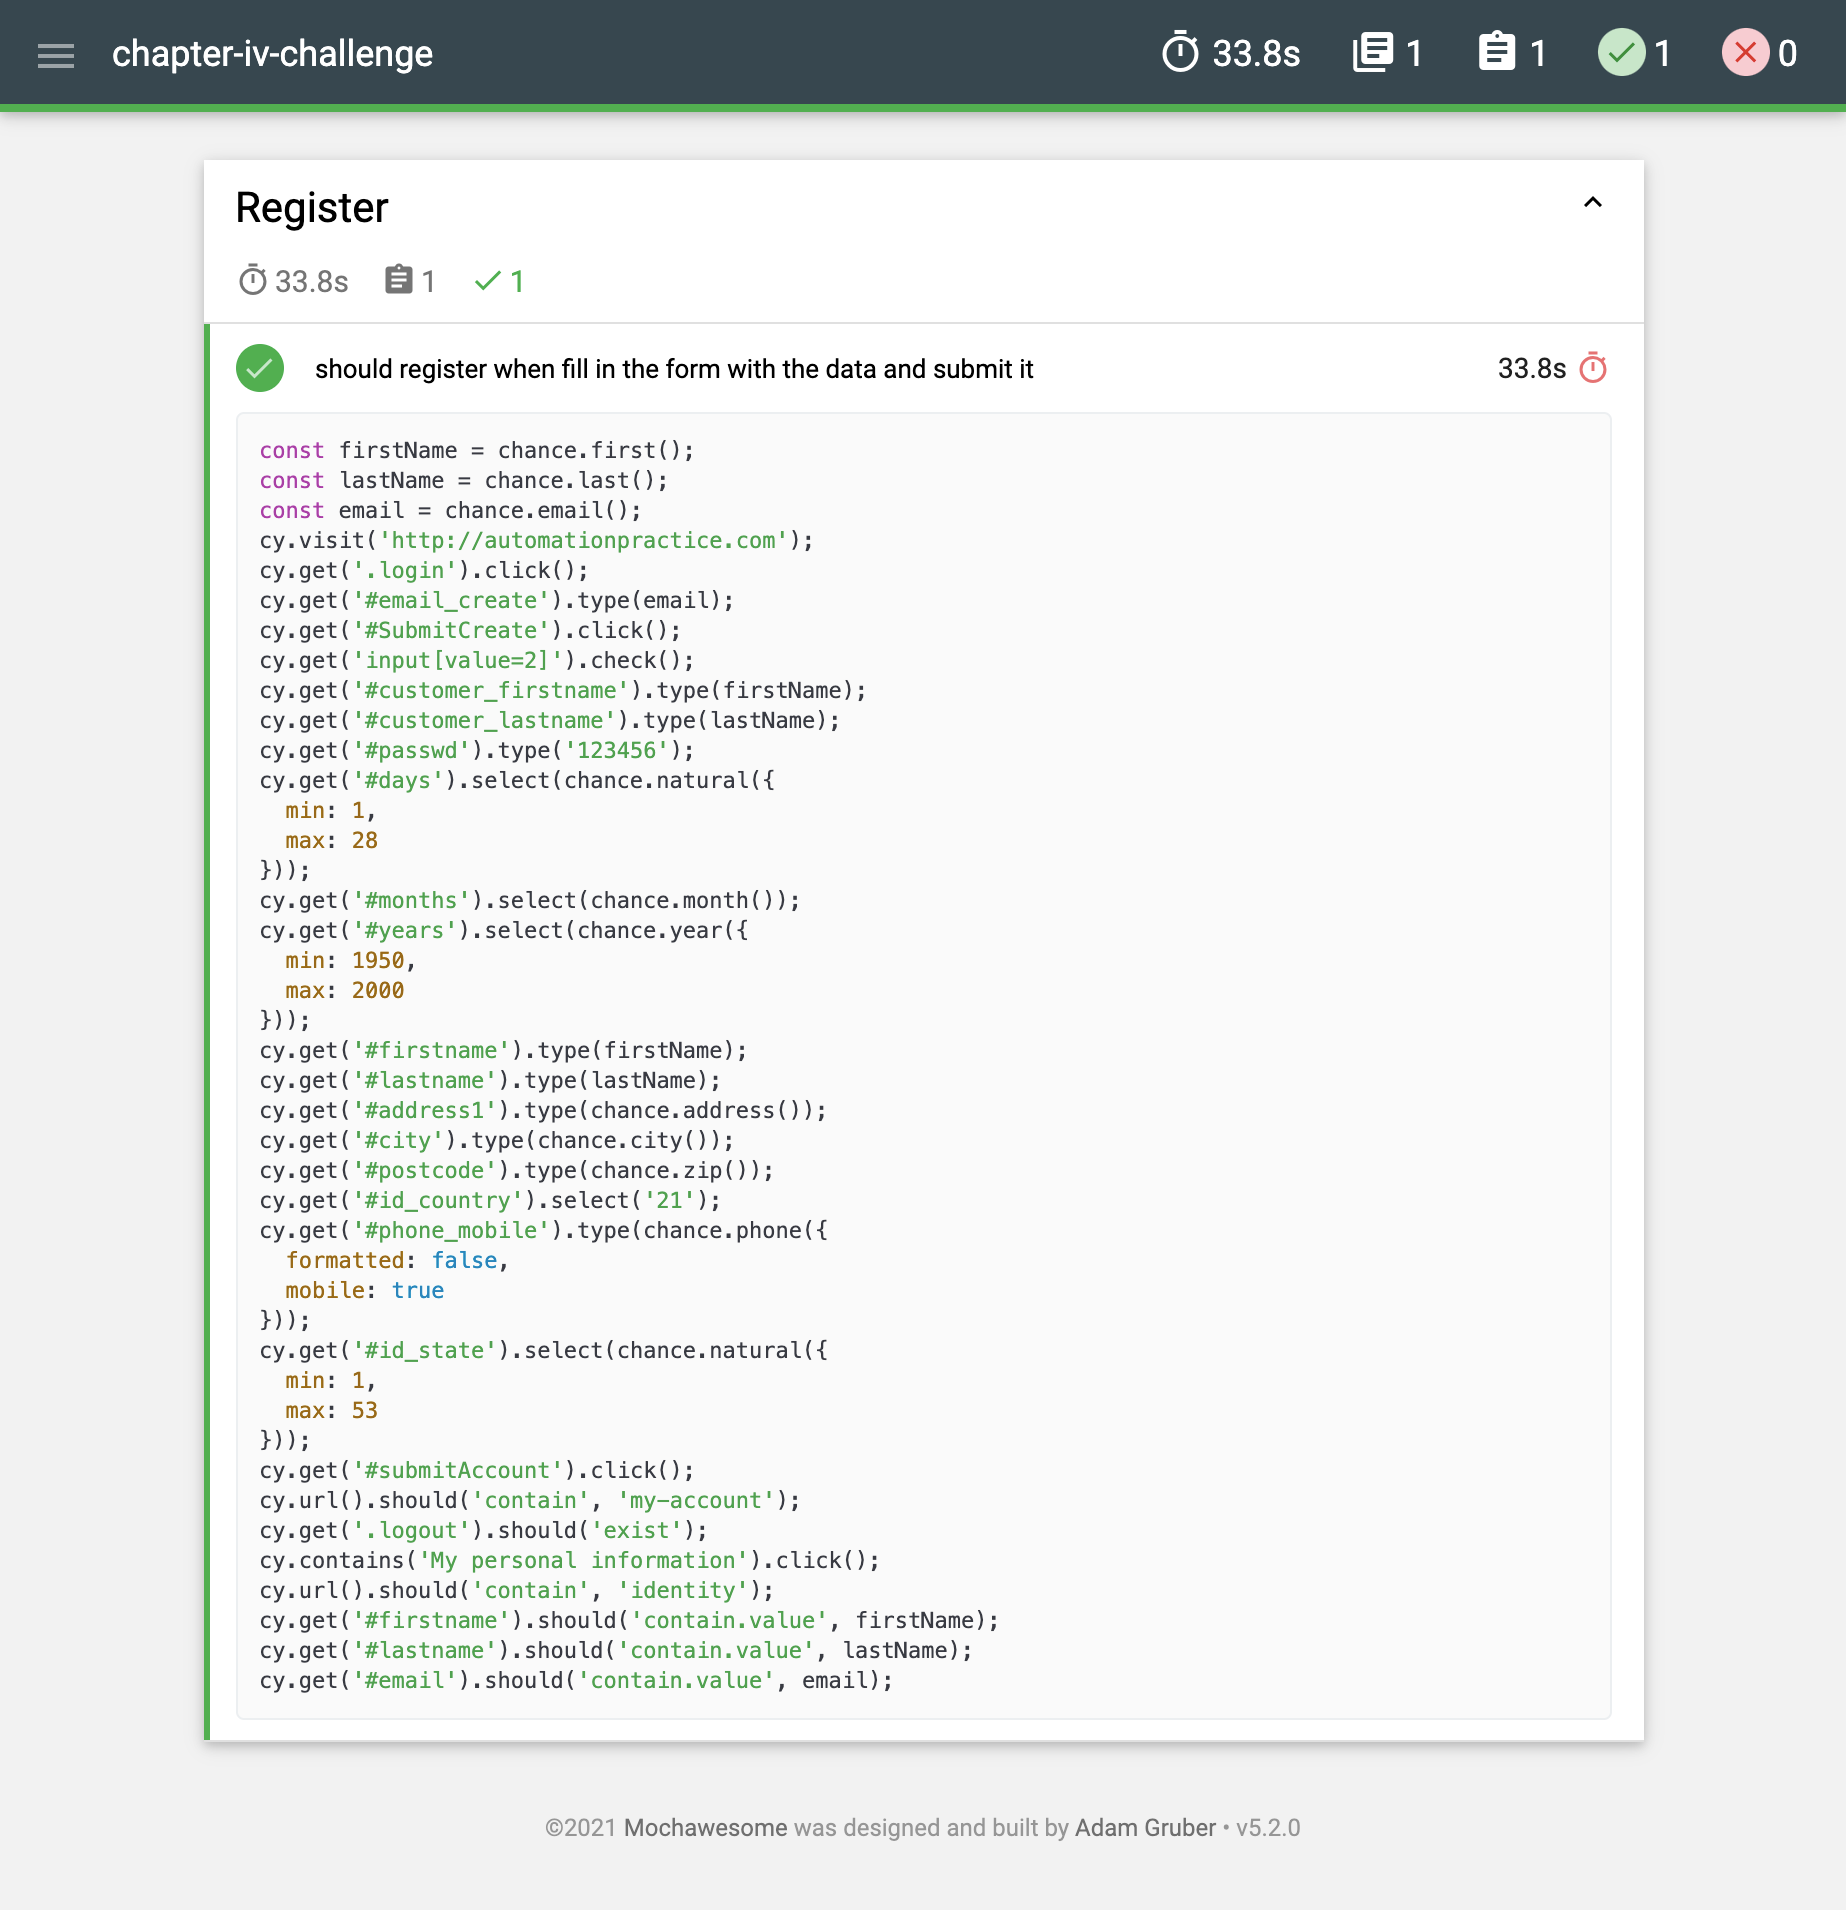 chapter-iv-challenge 33.8s 1 1 1 0
Register
33.8s 1 1
should register when fill in the form with the data and submit it 33.8s
const firstName = chance.first();
const lastName = chance.last();
const email = chance.email();
cy.visit('http://automationpractice.com');
cy.get('.login').click();
cy.get('#email_create').type(email);
cy.get('#SubmitCreate').click();
cy.get('input[value=2]').check();
cy.get('#customer_firstname').type(firstName);
cy.get('#customer_lastname').type(lastName);
cy.get('#passwd').type('123456');
cy.get('#days').select(chance.natural({
  min: 1,
  max: 28
}));
cy.get('#months').select(chance.month());
cy.get('#years').select(chance.year({
  min: 1950,
  max: 2000
}));
cy.get('#firstname').type(firstName);
cy.get('#lastname').type(lastName);
cy.get('#address1').type(chance.address());
cy.get('#city').type(chance.city());
cy.get('#postcode').type(chance.zip());
cy.get('#id_country').select('21');
cy.get('#phone_mobile').type(chance.phone({
  formatted: false,
  mobile: true
}));
cy.get('#id_state').select(chance.natural({
  min: 1,
  max: 53
}));
cy.get('#submitAccount').click();
cy.url().should('contain', 'my-account');
cy.get('.logout').should('exist');
cy.contains('My personal information').click();
cy.url().should('contain', 'identity');
cy.get('#firstname').should('contain.value', firstName);
cy.get('#lastname').should('contain.value', lastName);
cy.get('#email').should('contain.value', email);
©2021 Mochawesome was designed and built by Adam Gruber • v5.2.0